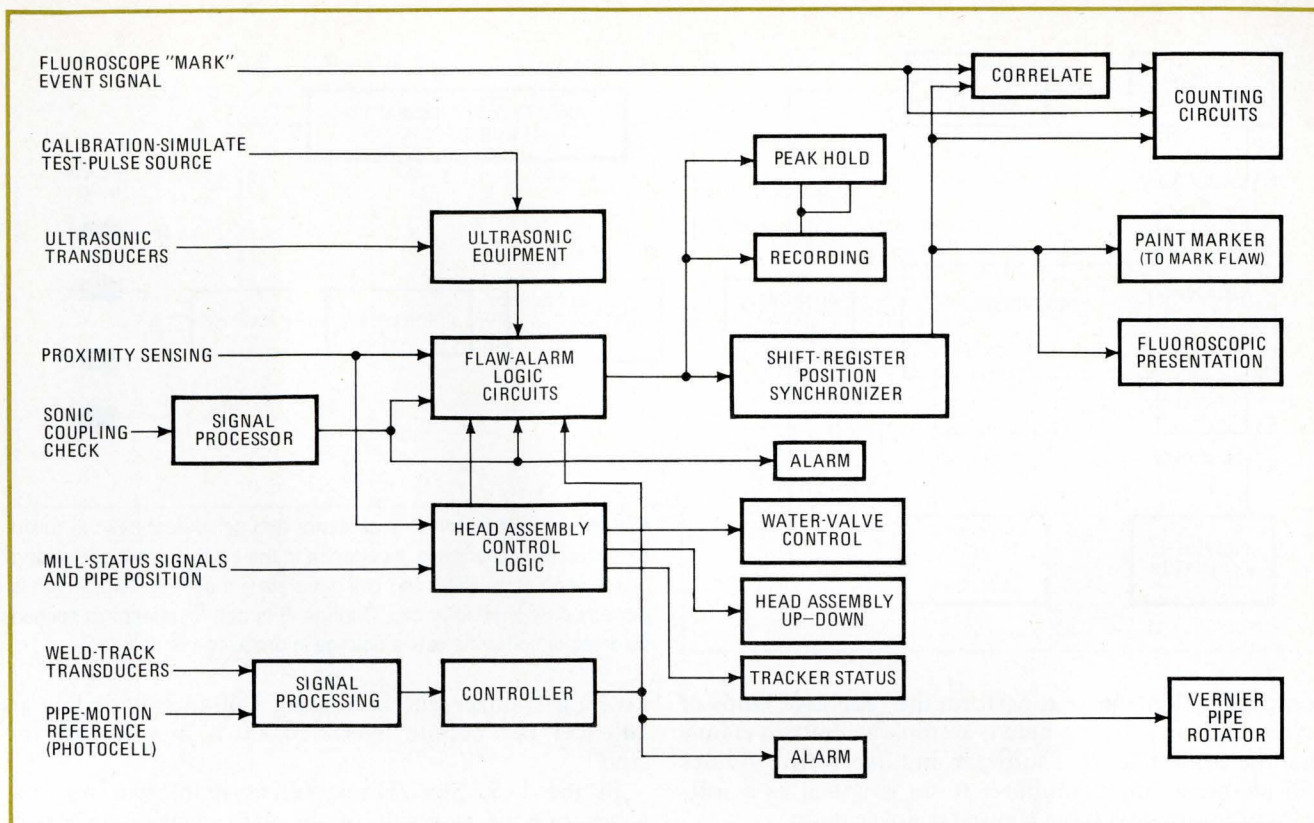 FLUOROSCOPE "MARK"
EVENT SIGNAL
CORRELATE
COUNTING
CIRCUITS
CALIBRATION-SIMULATE
TEST-PULSE SOURCE
PEAK HOLD
ULTRASONIC
TRANSDUCERS
ULTRASONIC
EQUIPMENT
RECORDING
PAINT MARKER
(TO MARK FLAW)
PROXIMITY SENSING
FLAW-ALARM
LOGIC
CIRCUITS
SHIFT-REGISTER
POSITION
SYNCHRONIZER
FLUOROSCOPIC
PRESENTATION
SONIC
COUPLING
CHECK
SIGNAL
PROCESSOR
ALARM
HEAD ASSEMBLY
CONTROL
LOGIC
WATER-VALVE
CONTROL
MILL-STATUS SIGNALS
AND PIPE POSITION
HEAD ASSEMBLY
UP–DOWN
WELD-TRACK
TRANSDUCERS
SIGNAL
PROCESSING
CONTROLLER
TRACKER STATUS
PIPE-MOTION
REFERENCE
(PHOTOCELL)
VERNIER
PIPE
ROTATOR
ALARM